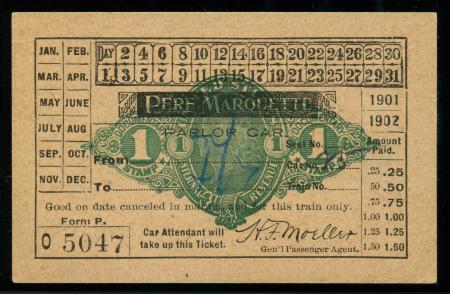 JAN. FEB.
MAR. APR.
MAY JUNE
JULY AUG
SEP. OCT.
NOV. DEC.
DAY 2 4 6 8 10 12 14 16 18 20 22 24 26 28 30
1 3 5 7 9 11 13 15 17 19 21 23 25 27 29 31
PERE MARQUETTE
1901
1902
PARLOR CAR
1 1 1 1
STAMP STAMP
Seat No.
Amount Paid.
From
Car No.
To
Train No.
.25 .25
.50 .50
.75 .75
1.00 1.00
1.25 1.25
1.50 1.50
Good on date canceled in margin and for this train only.
Form P.
O 5047
Car Attendant will
take up this Ticket.
H. F. Moeller
Gen'l Passenger Agent.